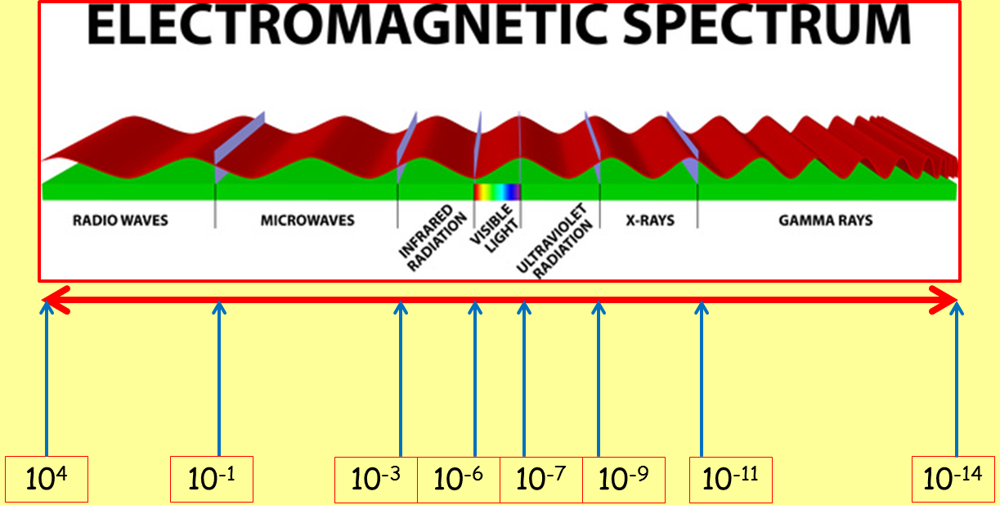 ELECTROMAGNETIC SPECTRUM
RADIO WAVES
MICROWAVES
INFRARED
RADIATION
VISIBLE
LIGHT
ULTRAVIOLET
RADIATION
X-RAYS
GAMMA RAYS
10⁴
10⁻¹
10⁻³
10⁻⁶
10⁻⁷
10⁻⁹
10⁻¹¹
10⁻¹⁴